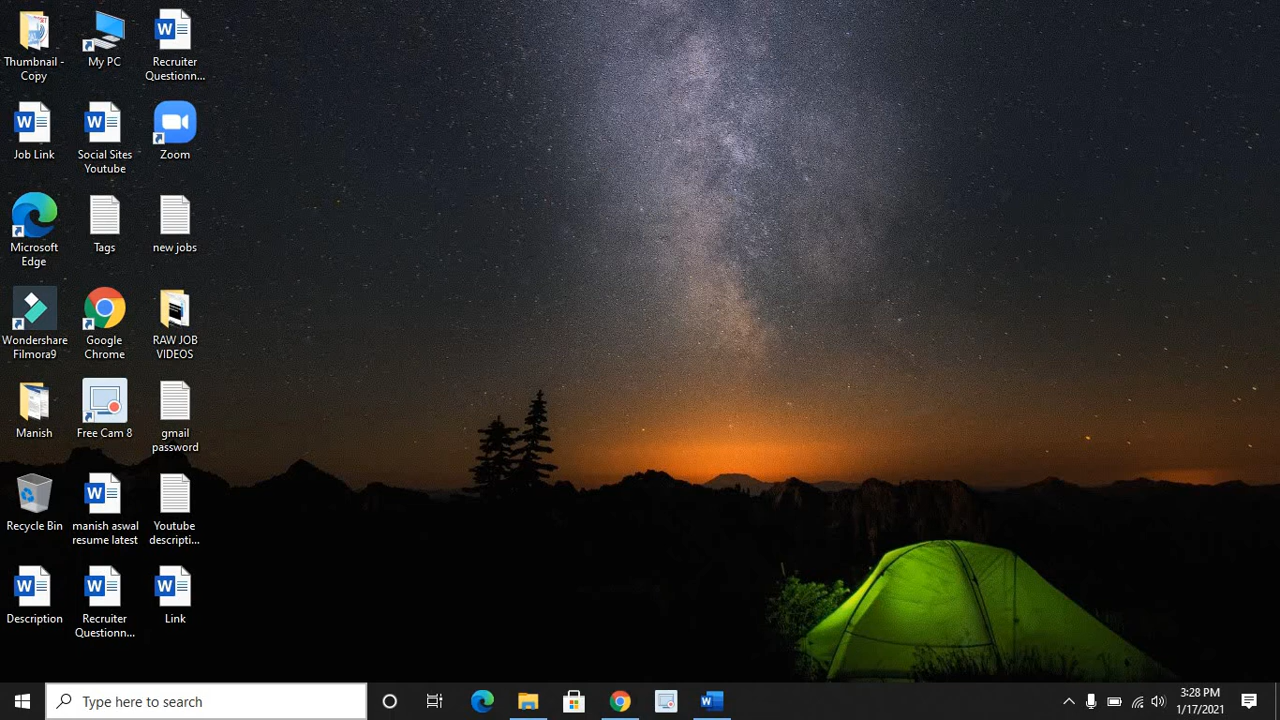 Thumbnail -
Copy
My PC
Recruiter
Questionn...
Job Link
Social Sites
Youtube
Zoom
Microsoft
Edge
Tags
new jobs
Wondershare
Filmora9
Google
Chrome
RAW JOB
VIDEOS
Manish
Free Cam 8
gmail
password
Recycle Bin
manish aswal
resume latest
Youtube
descripti...
Description
Recruiter
Questionn...
Link
Type here to search
3:28 PM
1/17/2021